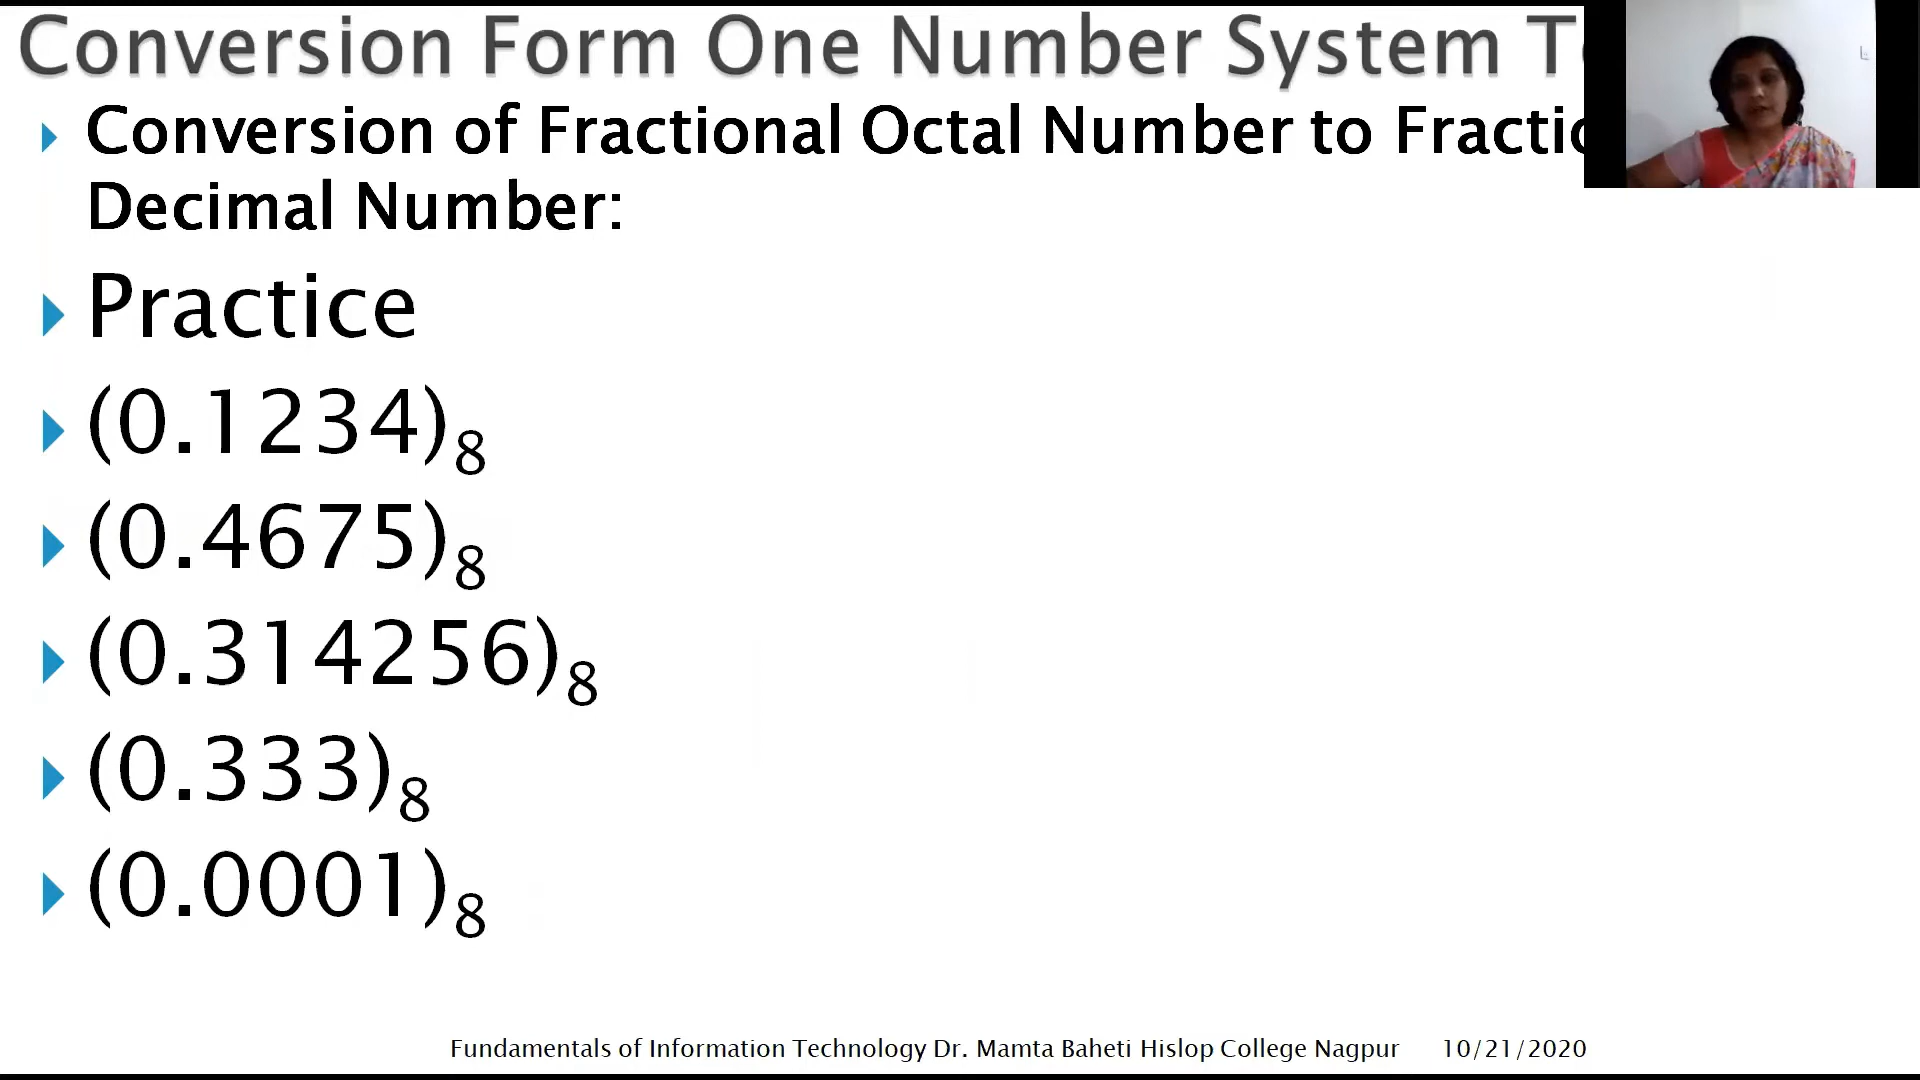 Conversion Form One Number System
Conversion of Fractional Octal Number to
Decimal Number:
Practice
(0.1234)₈
(0.4675)₈
(0.314256)₈
(0.333)₈
(0.0001)₈
Fundamentals of Information Technology Dr. Mamta Baheti Hislop College Nagpur 10/21/2020